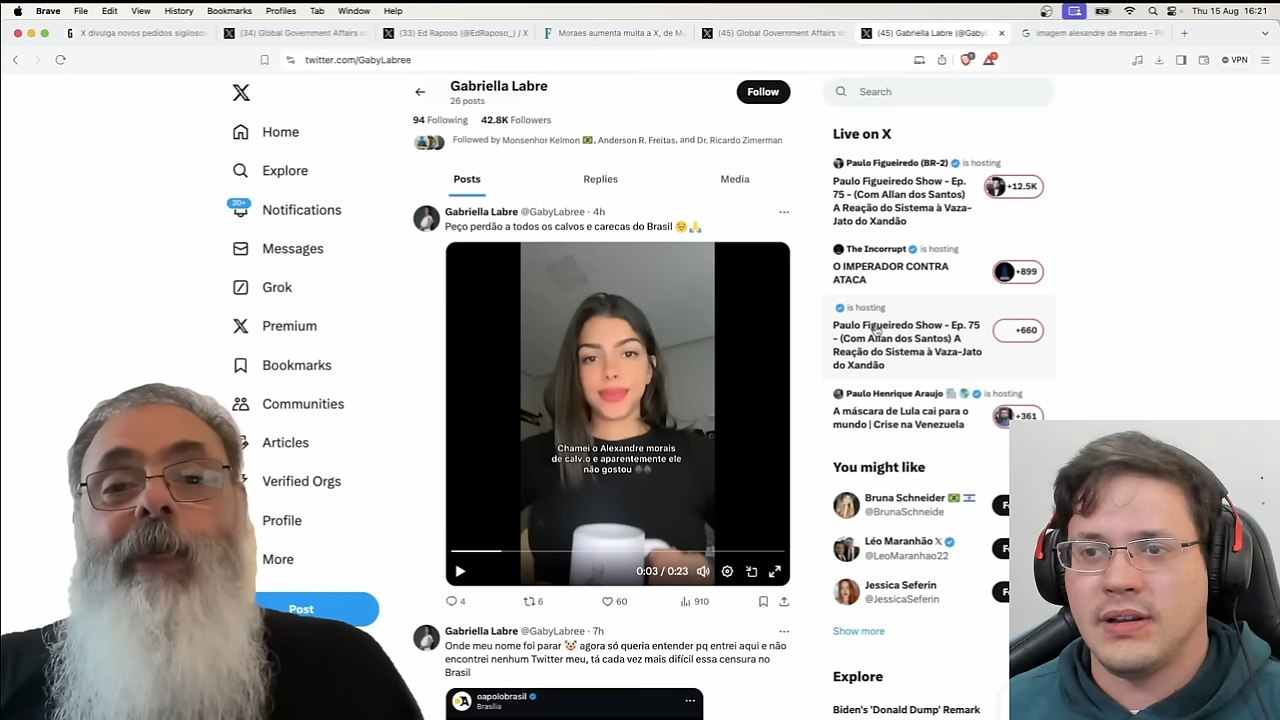 Brave File Edit View History Bookmarks Profiles Tab Window Help
Thu 15 Aug 16:21
X divulga novos pedidos sigilosos
(34) Global Government Affairs
(33) Ed Raposo (@EdRaposo_) / X
Moraes aumenta multa a X, de M
(45) Global Government Affairs
(45) Gabriella Labre (@GabyL
imagem alexandre de moraes - P
twitter.com/GabyLabree
VPN
Gabriella Labre
26 posts
Follow
94 Following 42.8K Followers
Followed by Monsenhor Kelmon 🇧🇷, Anderson R. Freitas, and Dr. Ricardo Zimerman
Posts Replies Media
Home
Explore
20+
Notifications
Messages
Grok
Premium
Bookmarks
Communities
Articles
Verified Orgs
Profile
More
Post
Gabriella Labre @GabyLabree · 4h
Peço perdão a todos os calvos e carecas do Brasil 😔🙏
Chamei o Alexandre morais
de calv.o e aparentemente ele
não gostou
0:03 / 0:23
4 6 60 910
Gabriella Labre @GabyLabree · 7h
Onde meu nome foi parar 🤡 agora só queria entender pq entrei aqui e não
encontrei nenhum Twitter meu, tá cada vez mais difícil essa censura no
Brasil
oapolobrasil
Brasília
Search
Live on X
Paulo Figueiredo (BR-2) is hosting
Paulo Figueiredo Show - Ep.
75 - (Com Allan dos Santos)
A Reação do Sistema à Vaza-
Jato do Xandão
+12.5K
The Incorrupt is hosting
O IMPERADOR CONTRA
ATACA
+899
is hosting
Paulo Figueiredo Show - Ep. 75
- (Com Allan dos Santos) A
Reação do Sistema à Vaza-Jato
do Xandão
+660
Paulo Henrique Araujo is hosting
A máscara de Lula cai para o
mundo | Crise na Venezuela
+361
You might like
Bruna Schneider 🇧🇷 🇮🇱
@BrunaSchneide
Léo Maranhão X
@LeoMaranhao22
Jessica Seferin
@JessicaSeferin
Show more
Explore
Biden's 'Donald Dump' Remark